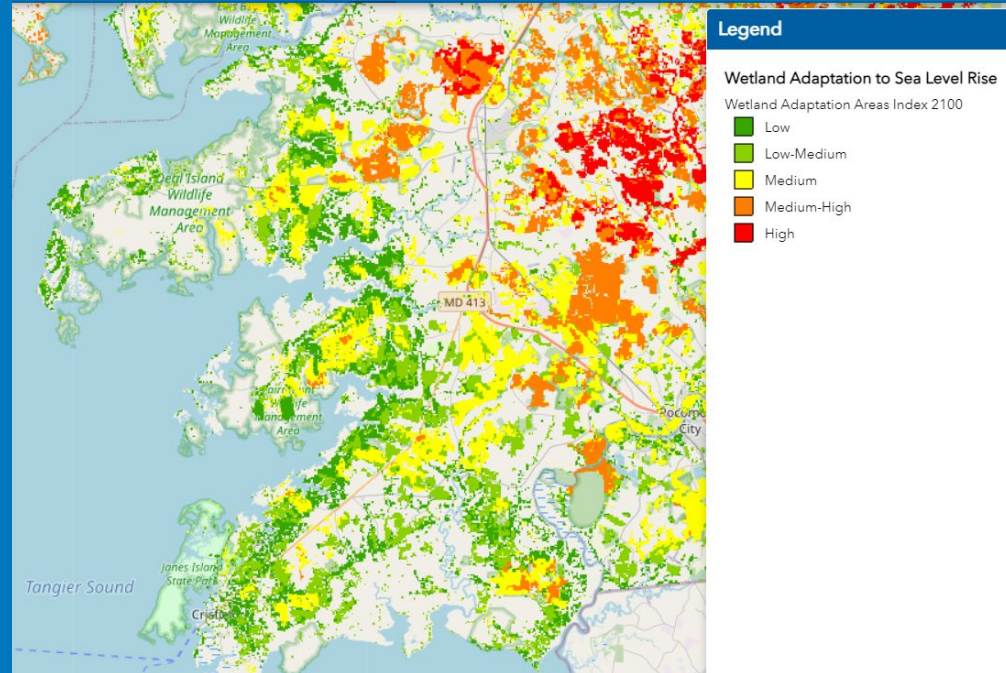 Wildlife
Management
Area
Deal Island
Wildlife
Management
Area
MD 413
Management
Area
City
Janes Island
State Park
Tangier Sound
Legend
Wetland Adaptation to Sea Level Rise
Wetland Adaptation Areas Index 2100
Low
Low-Medium
Medium
Medium-High
High